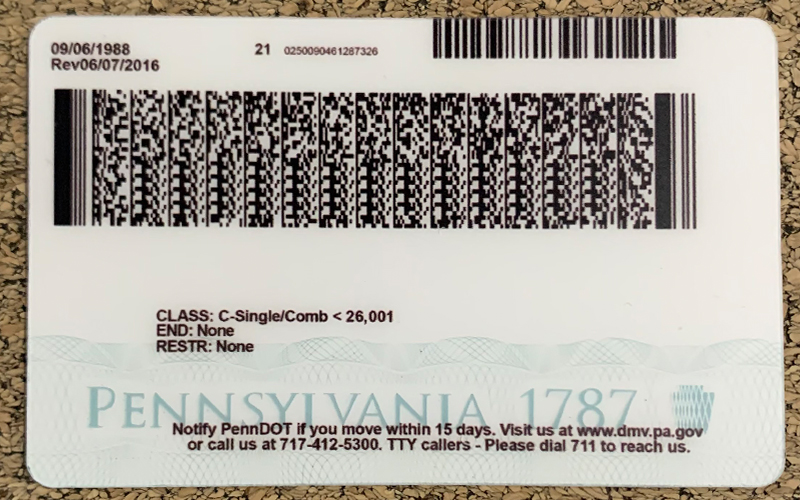 09/06/1988
Rev06/07/2016
21 0250090461287326
CLASS: C-Single/Comb < 26,001
END: None
RESTR: None
PENNSYLVANIA 1787
Notify PennDOT if you move within 15 days. Visit us at www.dmv.pa.gov
or call us at 717-412-5300. TTY callers - Please dial 711 to reach us.